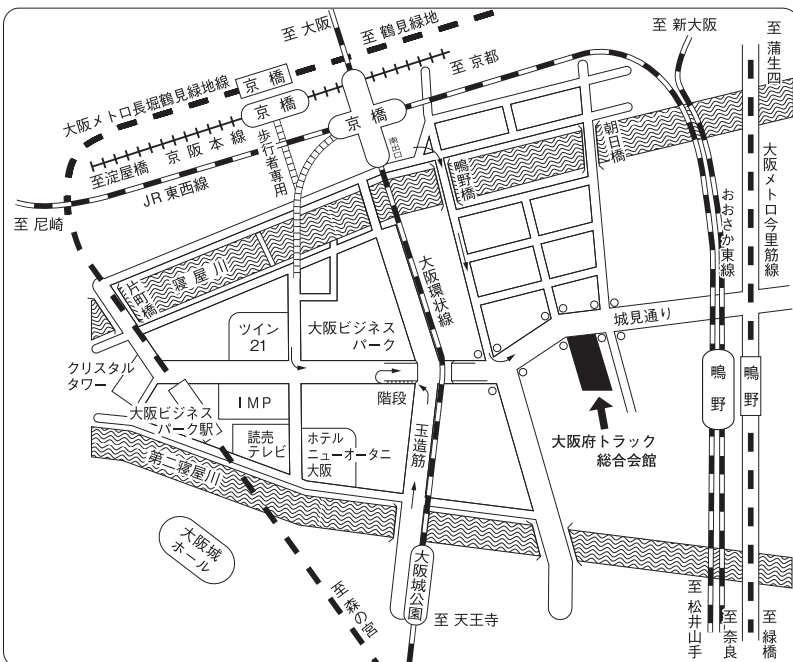 至 大阪
至 鶴見緑地
至 新大阪
至 蒲生四
至 京都
大阪メトロ長堀鶴見緑地線
京橋
京橋
京橋
京阪本線
至淀屋橋
歩行者専用
JR東西線
至 尼崎
南出口
鴫野橋
朝日橋
大阪メトロ今里筋線
おおさか東線
片町橋
寝屋川
大阪環状線
城見通り
ツイン
21
大阪ビジネス
パーク
クリスタル
タワー
階段
IMP
大阪ビジネス
パーク駅
読売
テレビ
ホテル
ニューオータニ
大阪
玉造筋
鴫野
鴫野
大阪府トラック
総合会館
第二寝屋川
大阪城
ホール
至 森の宮
大阪城公園
至 天王寺
至 松井山手
至 奈良
至 緑橋